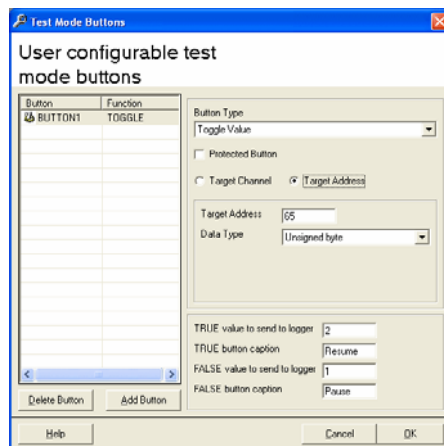 Test Mode Buttons
User configurable test
mode buttons
Button Function
BUTTON1 TOGGLE
Delete Button Add Button
Button Type
Toggle Value
Protected Button
Target Channel Target Address
Target Address 65
Data Type Unsigned byte
TRUE value to send to logger 2
TRUE button caption Resume
FALSE value to send to logger 1
FALSE button caption Pause
Help Cancel OK